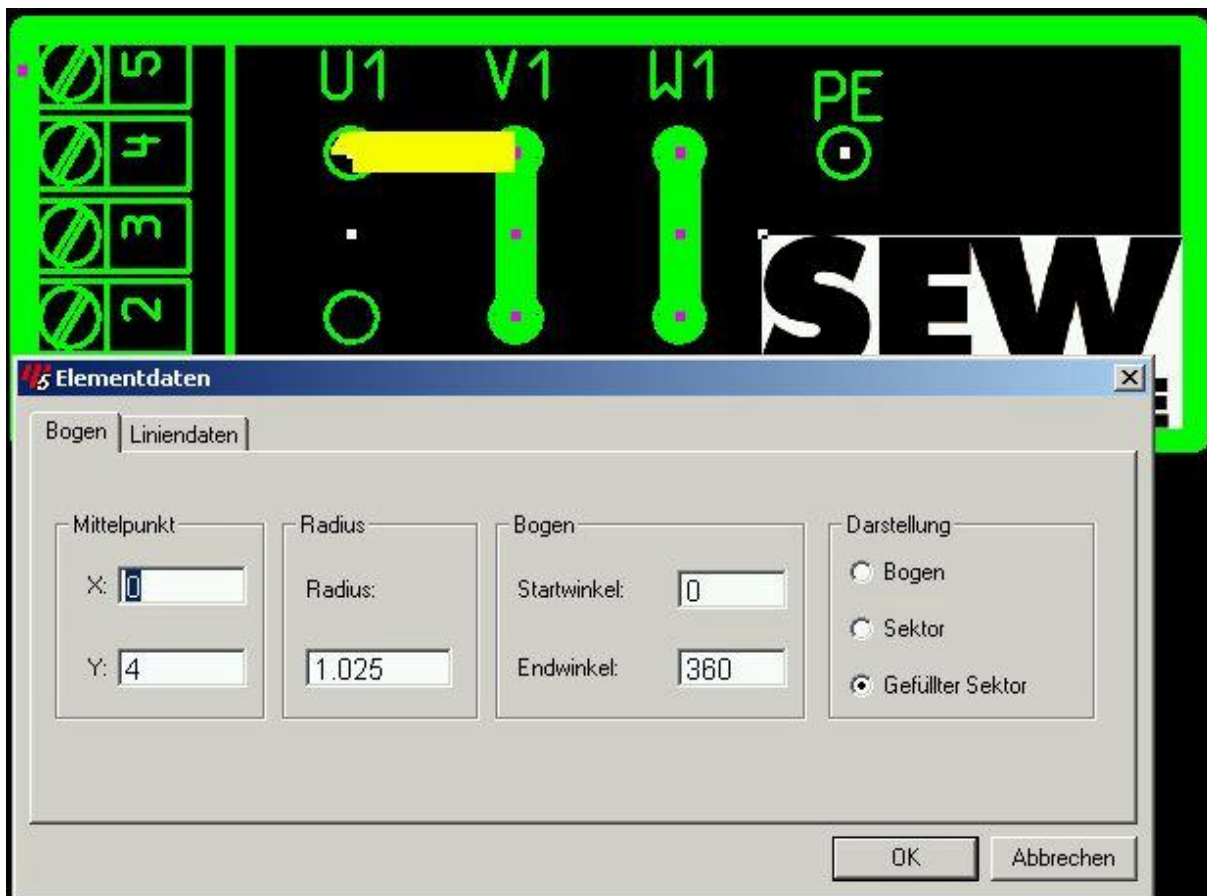 5
U1 V1 W1 PE
4
3
2
SEW
Elementdaten
Bogen Liniendaten
Mittelpunkt Radius Bogen Darstellung
X: 0 Radius: Startwinkel: 0 Bogen
Sektor
Y: 4 1.025 Endwinkel: 360 Gefüllter Sektor
OK Abbrechen